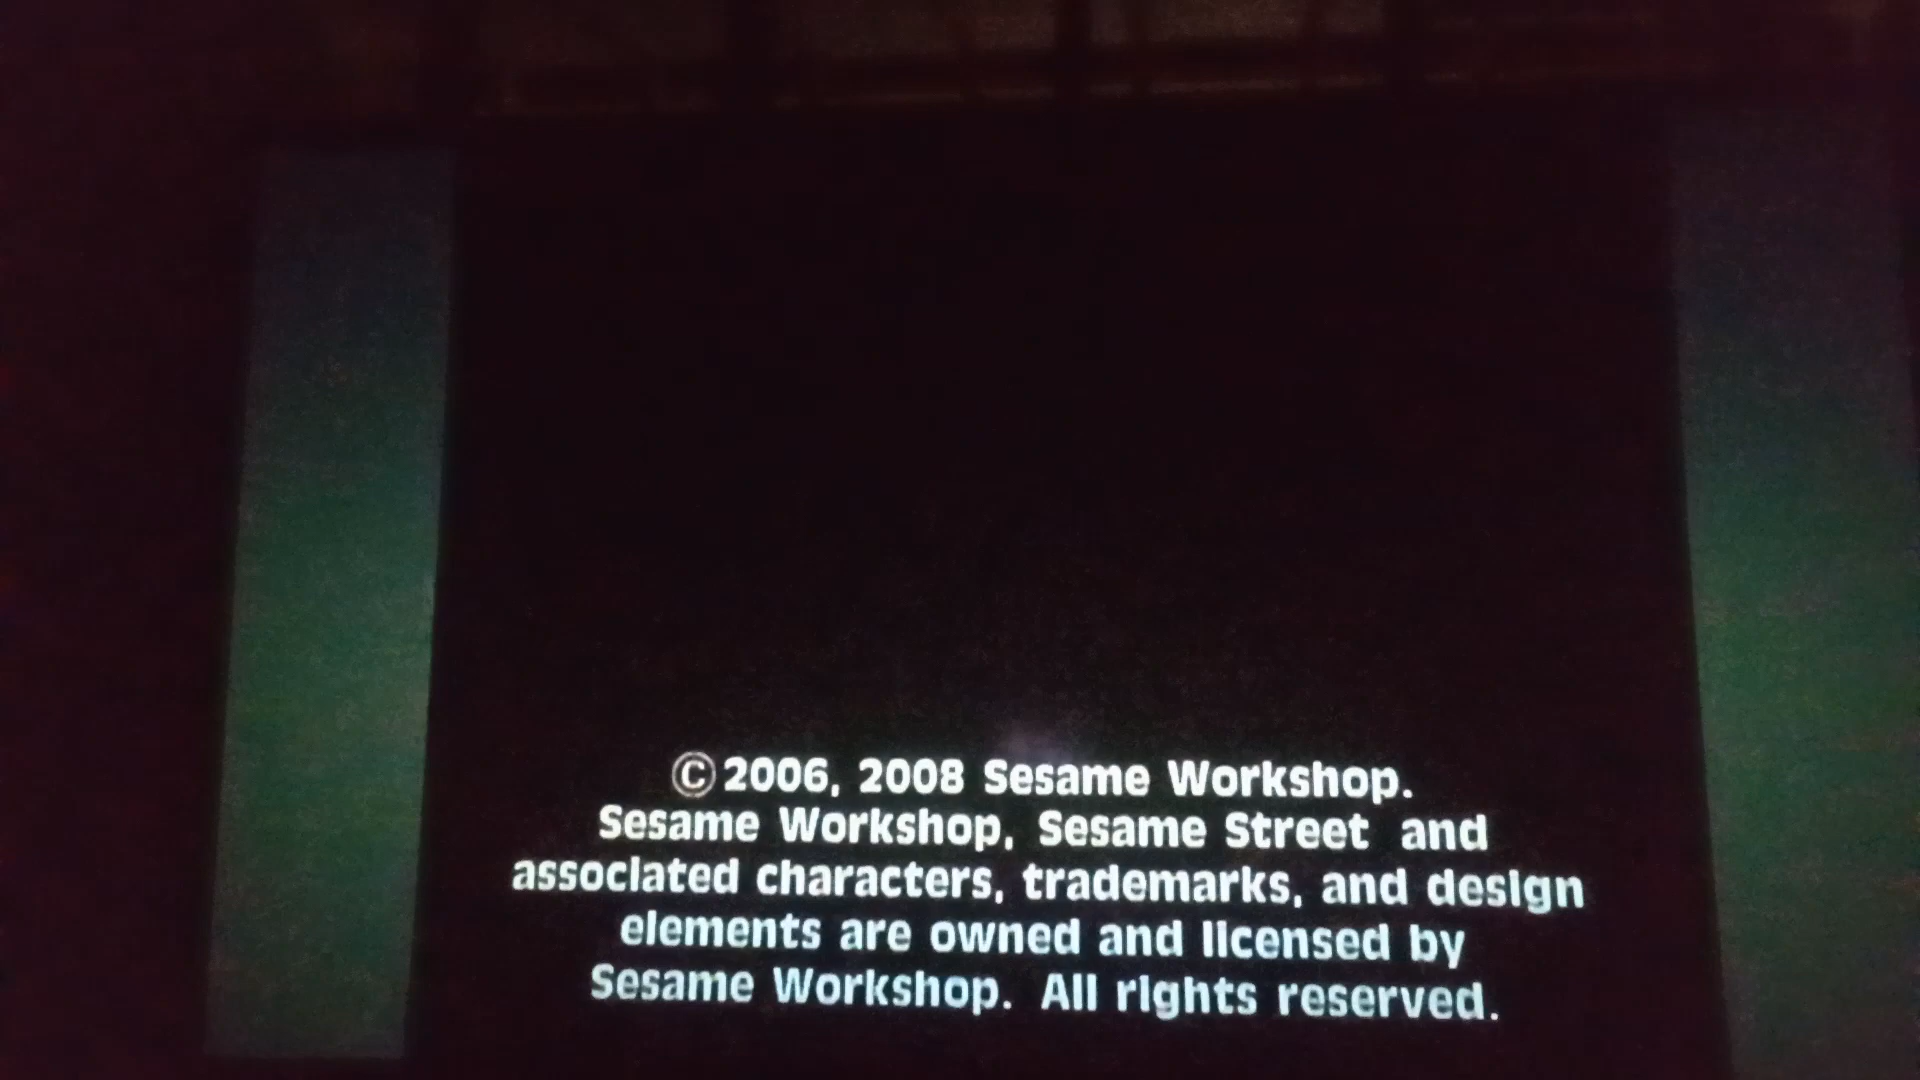 ©2006, 2008 Sesame Workshop.
Sesame Workshop, Sesame Street and
associated characters, trademarks, and design
elements are owned and licensed by
Sesame Workshop. All rights reserved.